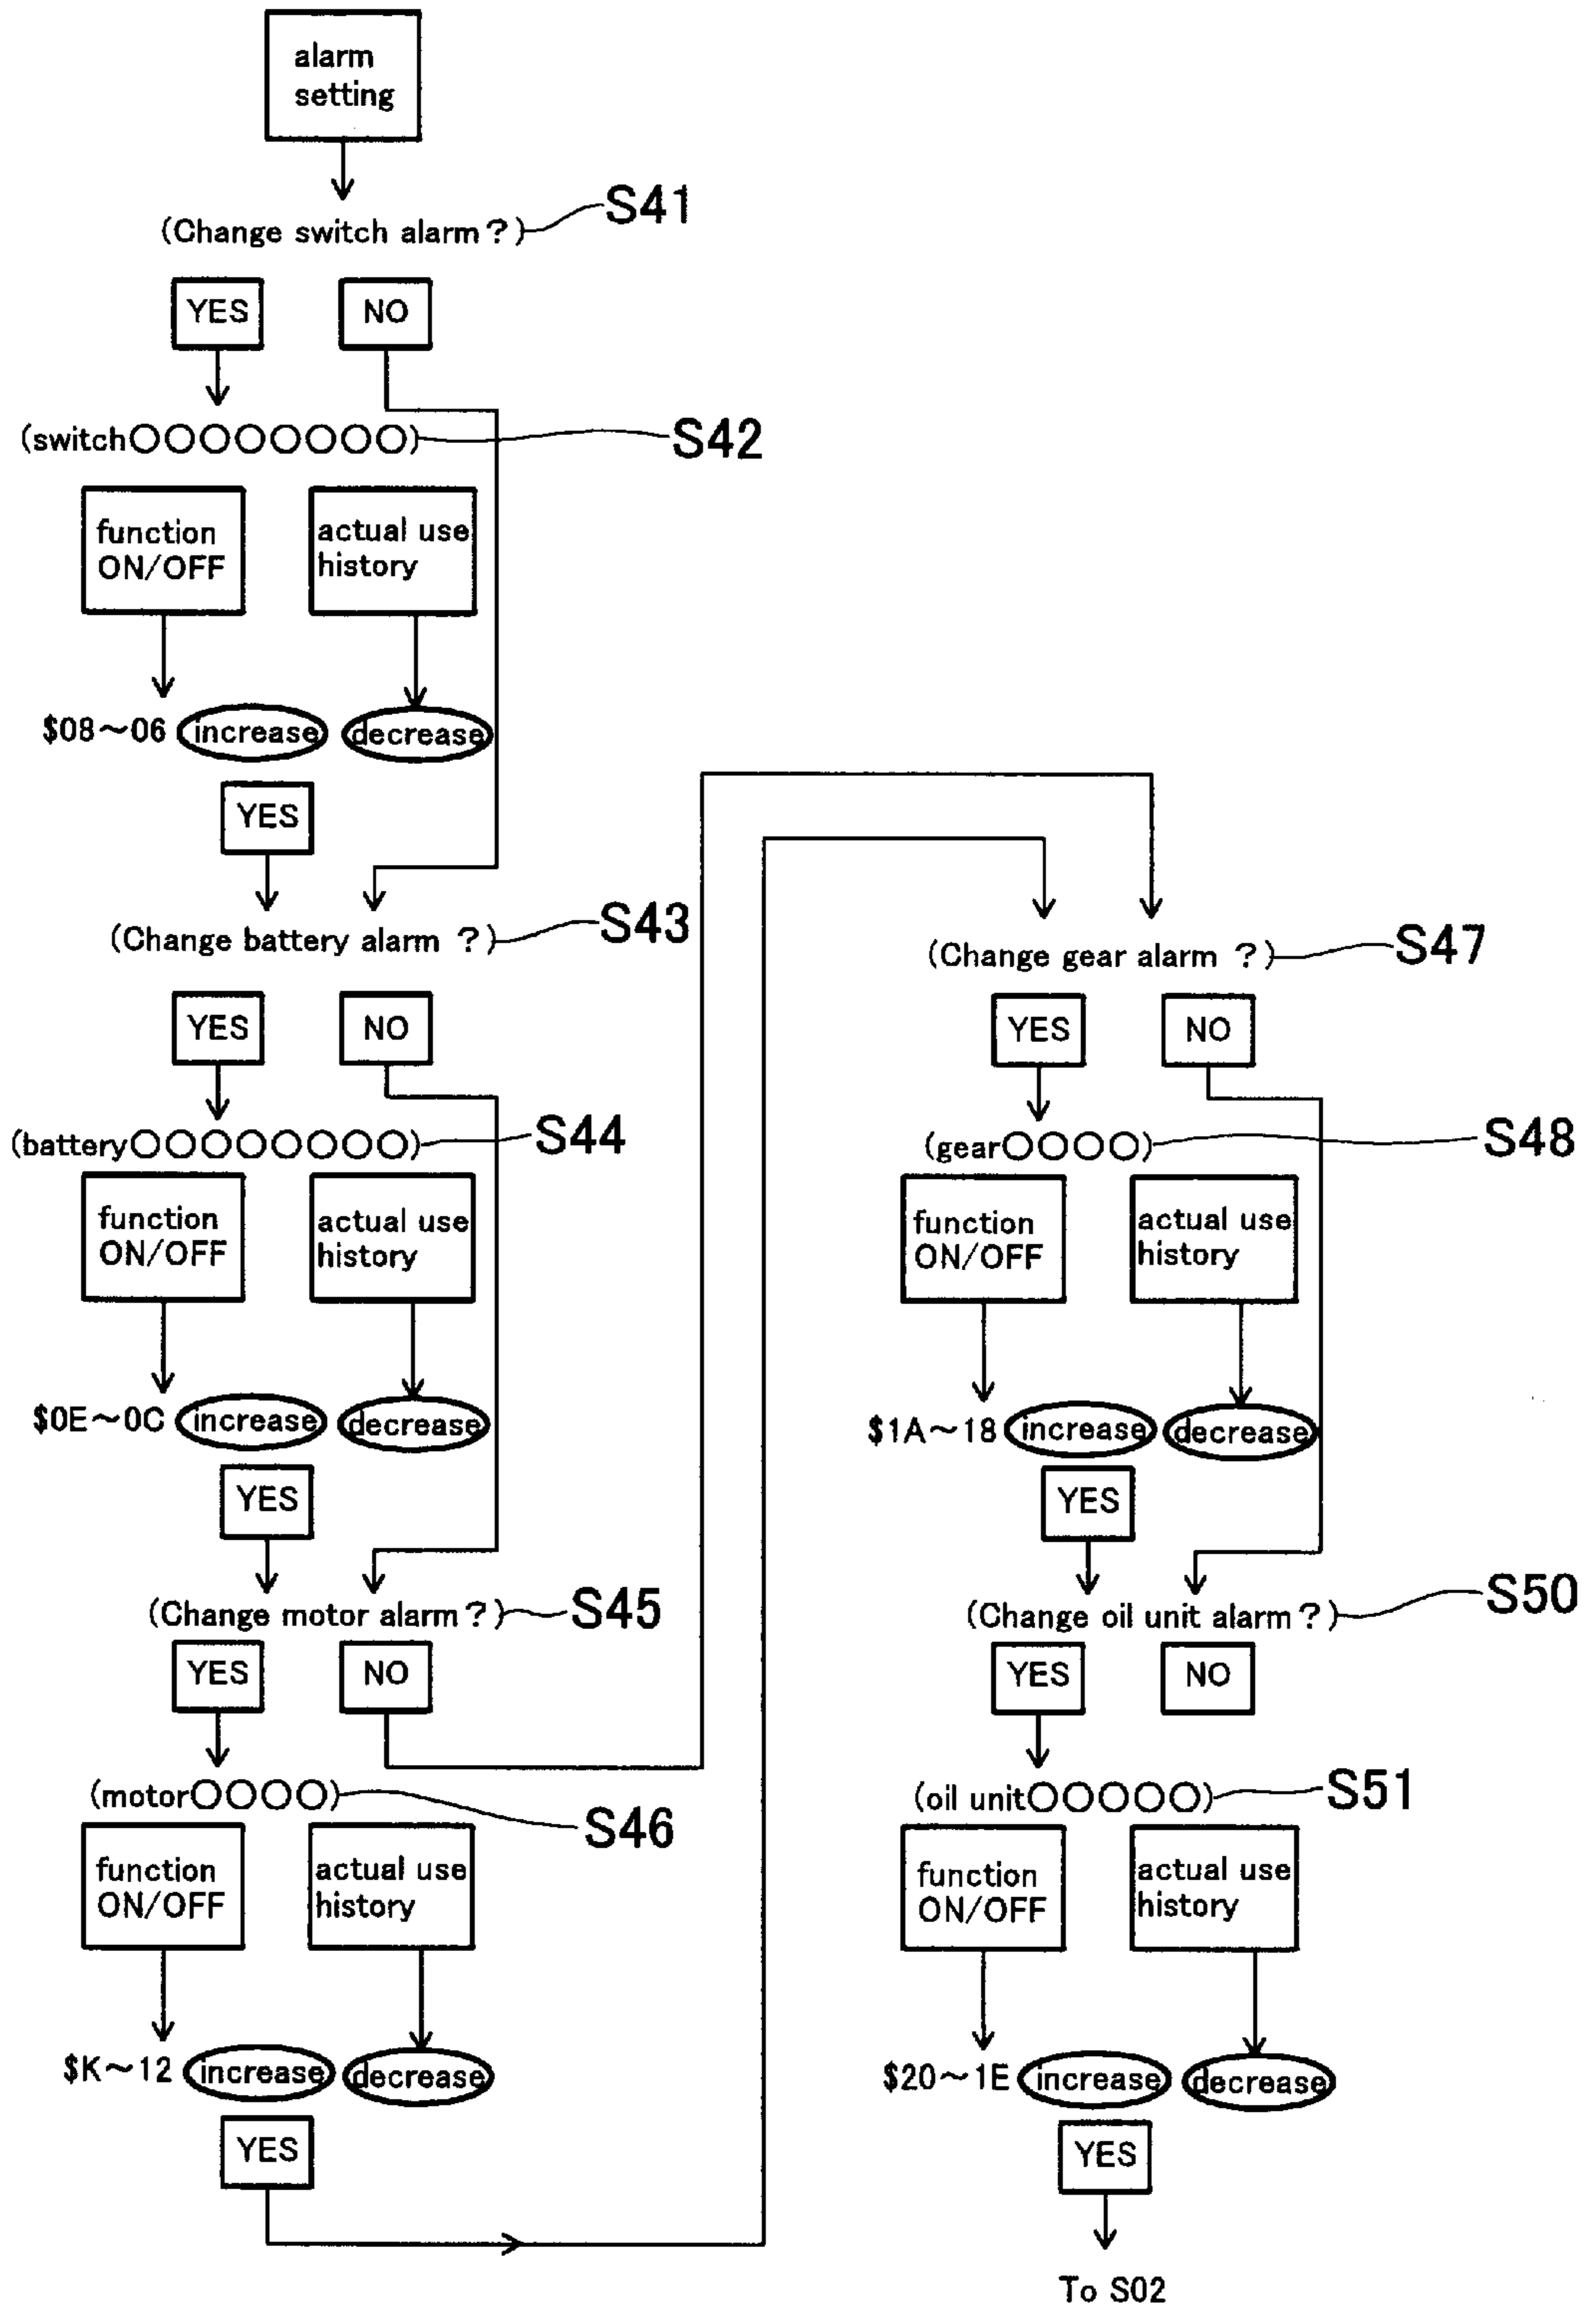 alarm
setting
(Change switch alarm?) S41
YES NO
(switch○○○○○○○○) S42
function
ON/OFF
actual use
history
$08~06 increase decrease
YES
(Change battery alarm ?) S43
YES NO
(battery○○○○○○○○) S44
function
ON/OFF
actual use
history
$0E~0C increase decrease
YES
(Change motor alarm?) S45
YES NO
(motor○○○○) S46
function
ON/OFF
actual use
history
$K~12 increase decrease
YES
(Change gear alarm ?) S47
YES NO
(gear○○○○) S48
function
ON/OFF
actual use
history
$1A~18 increase decrease
YES
(Change oil unit alarm?) S50
YES NO
(oil unit○○○○○) S51
function
ON/OFF
actual use
history
$20~1E increase decrease
YES
To S02